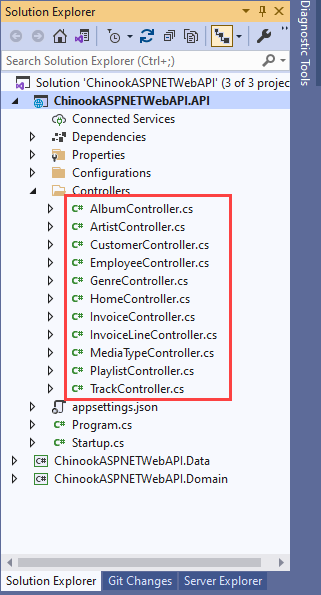 Solution Explorer
Search Solution Explorer (Ctrl+;)
Solution 'ChinookASPNETWebAPI' (3 of 3 projec
ChinookASPNETWebAPI.API
Connected Services
Dependencies
Properties
Configurations
Controllers
C# AlbumController.cs
C# ArtistController.cs
C# CustomerController.cs
C# EmployeeController.cs
C# GenreController.cs
C# HomeController.cs
C# InvoiceController.cs
C# InvoiceLineController.cs
C# MediaTypeController.cs
C# PlaylistController.cs
C# TrackController.cs
appsettings.json
C# Program.cs
C# Startup.cs
C# ChinookASPNETWebAPI.Data
C# ChinookASPNETWebAPI.Domain
Solution Explorer Git Changes Server Explorer
Diagnostic Tools